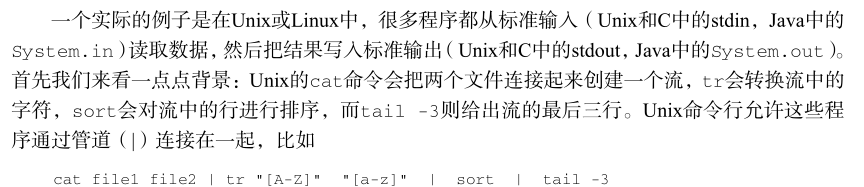 一个实际的例子是在Unix或Linux中，很多程序都从标准输入（Unix和C中的stdin，Java中的
System.in）读取数据，然后把结果写入标准输出（Unix和C中的stdout，Java中的System.out）。
首先我们来看一点点背景：Unix的cat命令会把两个文件连接起来创建一个流，tr会转换流中的
字符，sort会对流中的行进行排序，而tail -3则给出流的最后三行。Unix命令行允许这些程
序通过管道（|）连接在一起，比如
cat file1 file2 | tr "[A-Z]" "[a-z]" | sort | tail -3